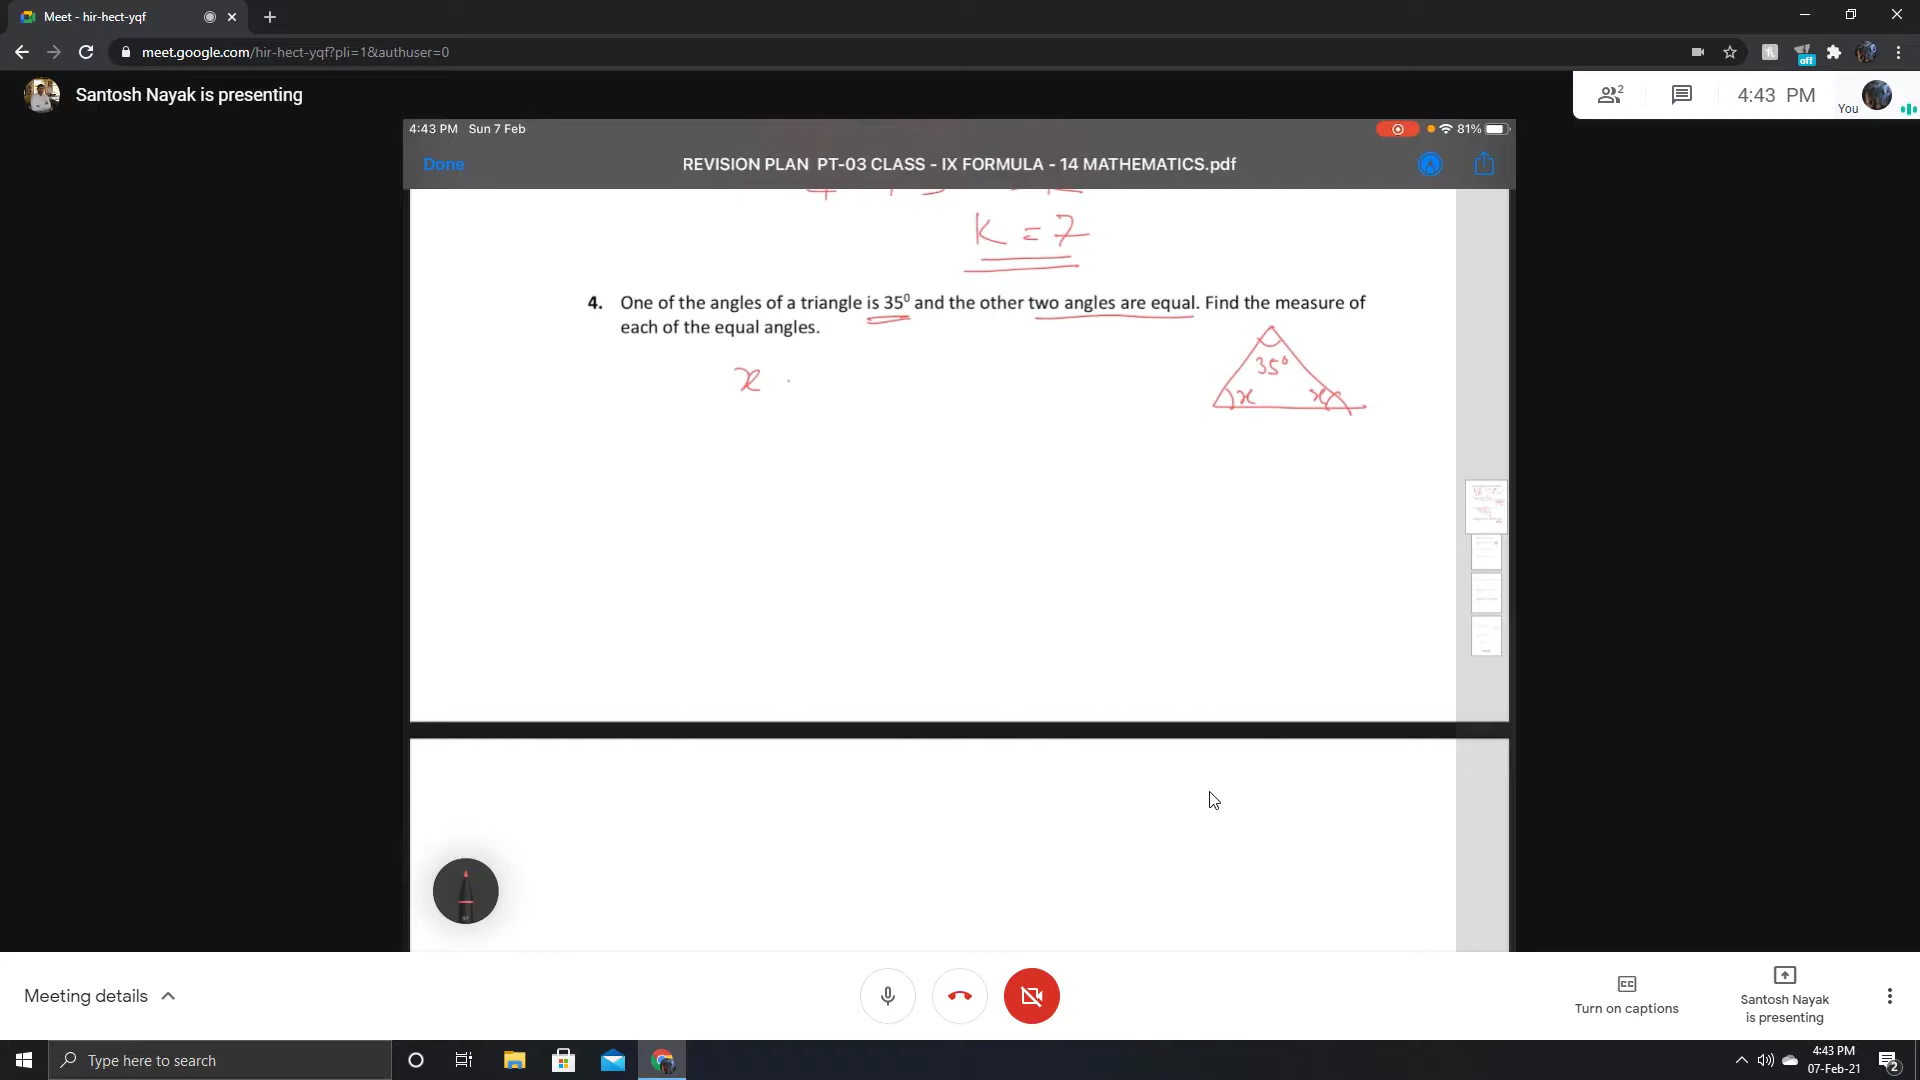 Meet - hir-hect-yqf
meet.google.com/hir-hect-yqf?pli=1&authuser=0
off
Santosh Nayak is presenting
2
4:43 PM
You
4:43 PM Sun 7 Feb
81%
Done
REVISION PLAN PT-03 CLASS - IX FORMULA - 14 MATHEMATICS.pdf
K = 7
4. One of the angles of a triangle is 35⁰ and the other two angles are equal. Find the measure of
each of the equal angles.
35⁰
x
x x
Meeting details
Turn on captions
Santosh Nayak
is presenting
Type here to search
4:43 PM
07-Feb-21
2